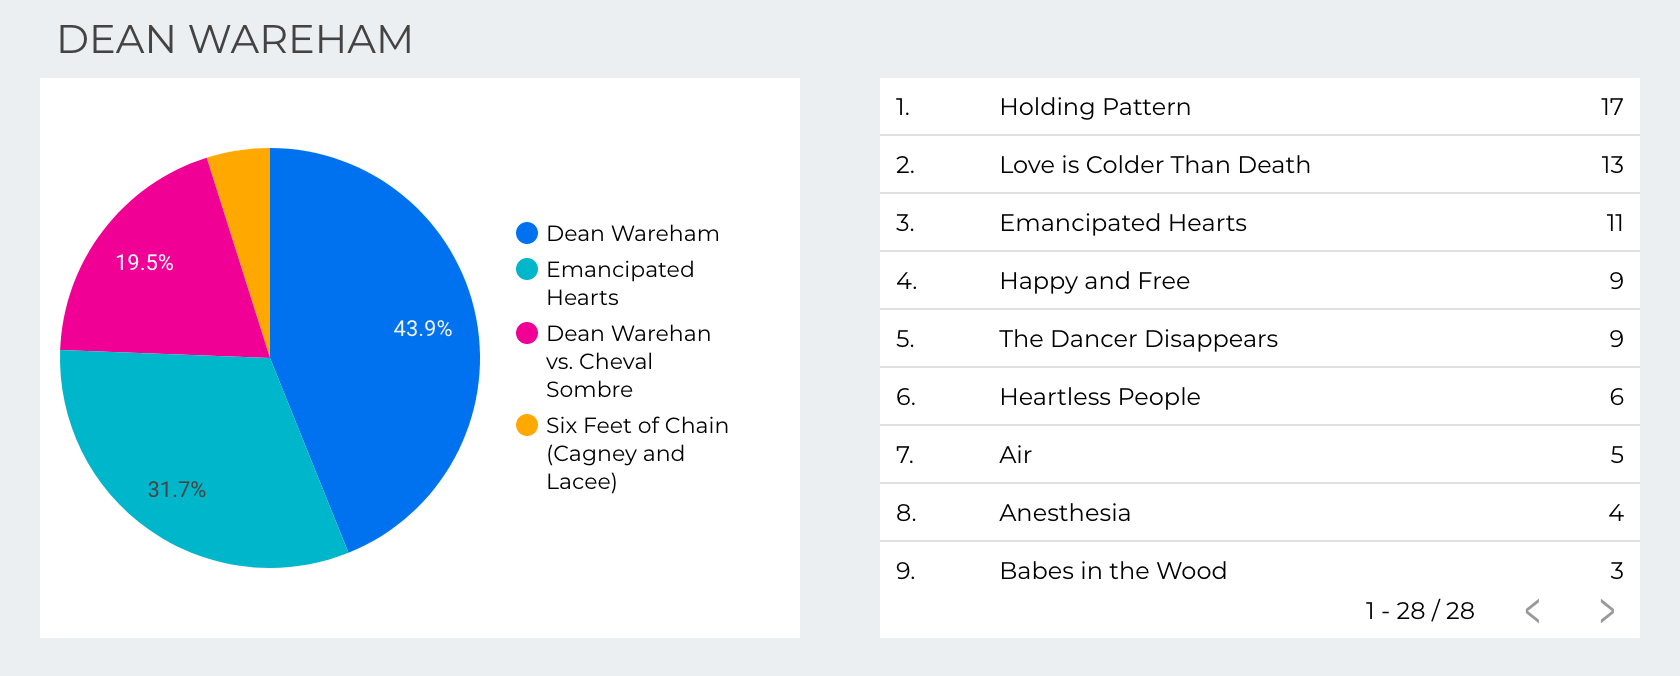 DEAN WAREHAM
43.9%
31.7%
19.5%
Dean Wareham
Emancipated
Hearts
Dean Warehan
vs. Cheval
Sombre
Six Feet of Chain
(Cagney and
Lacee)
1. Holding Pattern 17
2. Love is Colder Than Death 13
3. Emancipated Hearts 11
4. Happy and Free 9
5. The Dancer Disappears 9
6. Heartless People 6
7. Air 5
8. Anesthesia 4
9. Babes in the Wood 3
1 - 28 / 28 < >